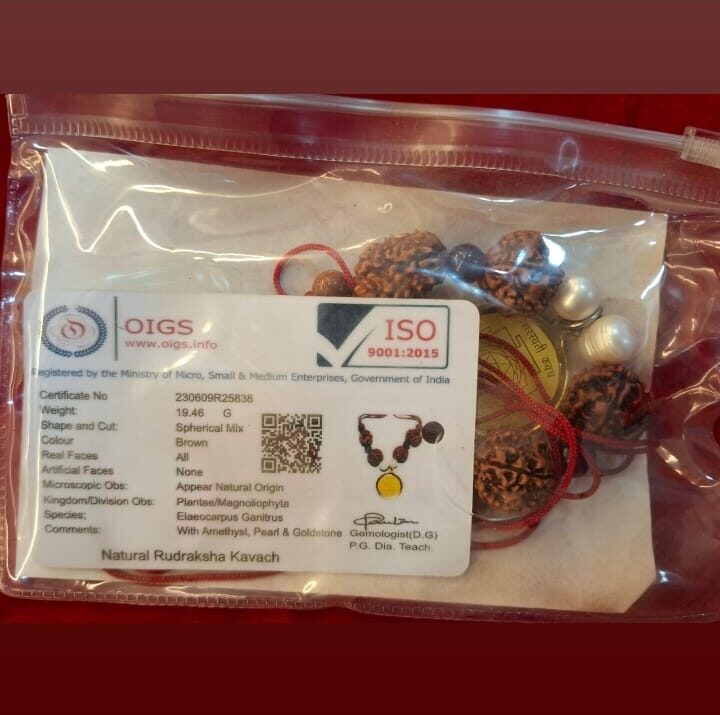 OIGS
www.oigs.info
ISO
9001:2015
Registered by the Ministry of Micro, Small & Medium Enterprises, Government of India
Certificate No 230609R25838
Weight: 19.46 G
Shape and Cut: Spherical Mix
Colour Brown
Real Faces All
Artificial Faces None
Microscopic Obs: Appear Natural Origin
Kingdom/Division Obs: Plantae/Magnoliophyta
Species; Elaeocarpus Ganitrus
Comments: With Amethyst, Pearl & Goldstone
Gemologist(D.G)
P.G. Dia. Teach
Natural Rudraksha Kavach
सरस्वती कवच